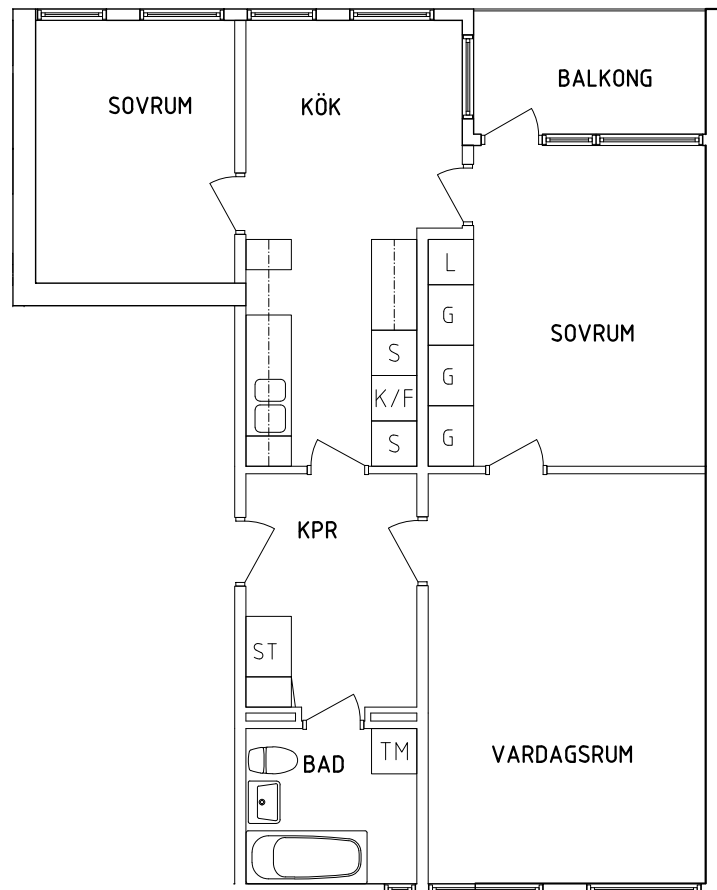 BALKONG
SOVRUM
KÖK
L
G
SOVRUM
S
G
K/F
G
S
KPR
ST
TM
BAD
VARDAGSRUM